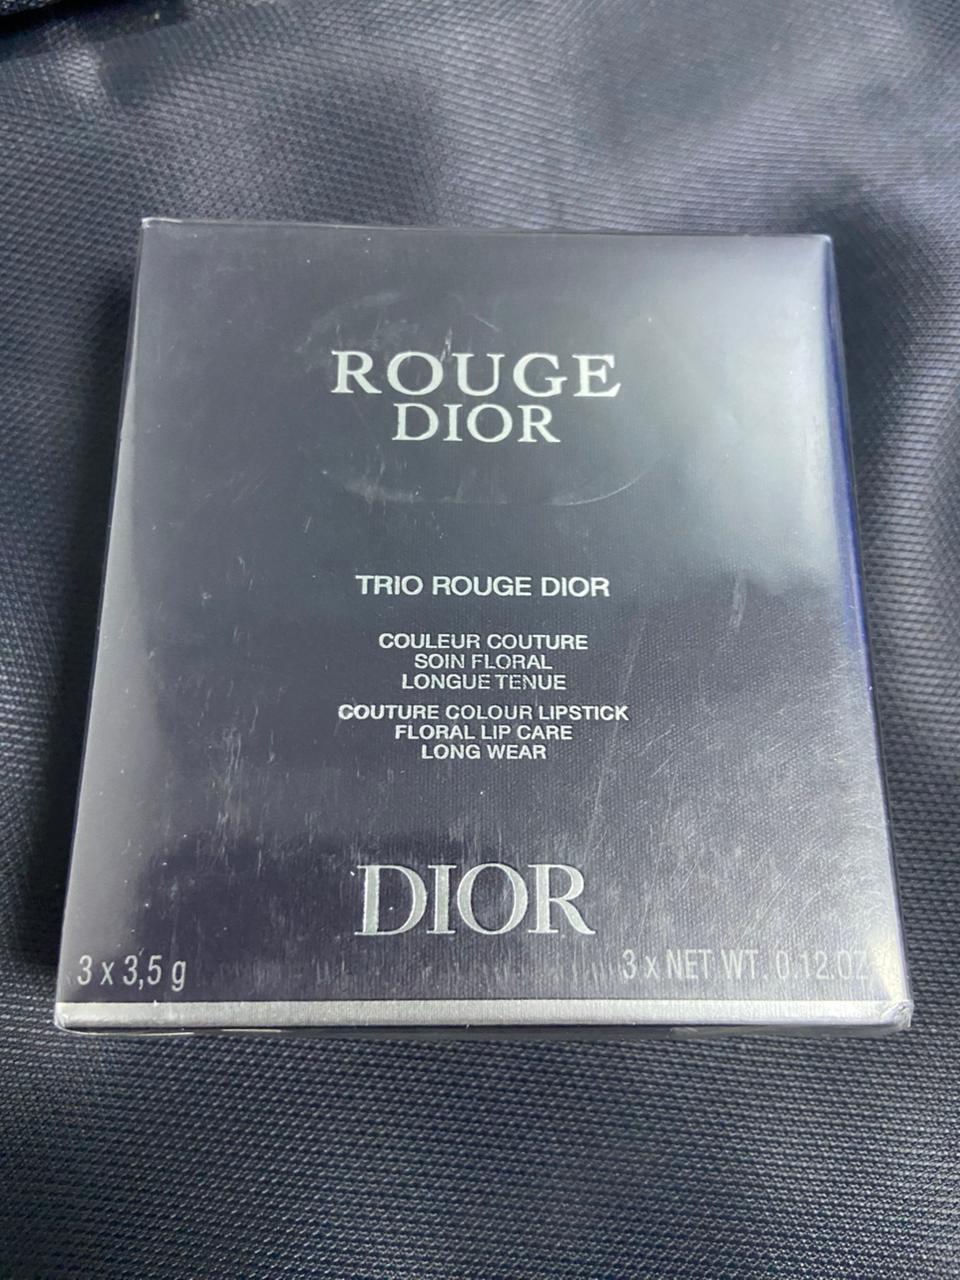 ROUGE
DIOR
TRIO ROUGE DIOR
COULEUR COUTURE
SOIN FLORAL
LONGUE TENUE
COUTURE COLOUR LIPSTICK
FLORAL LIP CARE
LONG WEAR
DIOR
3 x 3,5 g
3 x NET WT. 0.12.OZ